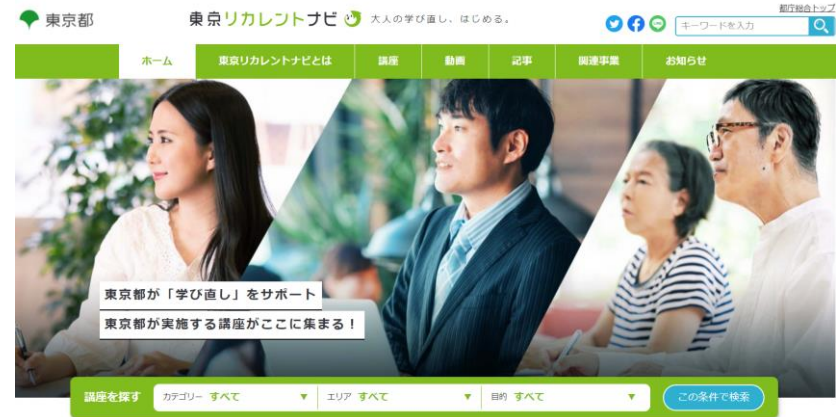 都庁総合トップ
東京都
東京リカレントナビ 大人の学び直し、はじめる。
キーワードを入力
ホーム 東京リカレントナビとは 講座 動画 記事 関連事業 お知らせ
東京都が「学び直し」をサポート
東京都が実施する講座がここに集まる！
講座を探す カテゴリー すべて ▼ エリア すべて ▼ 目的 すべて ▼ この条件で検索